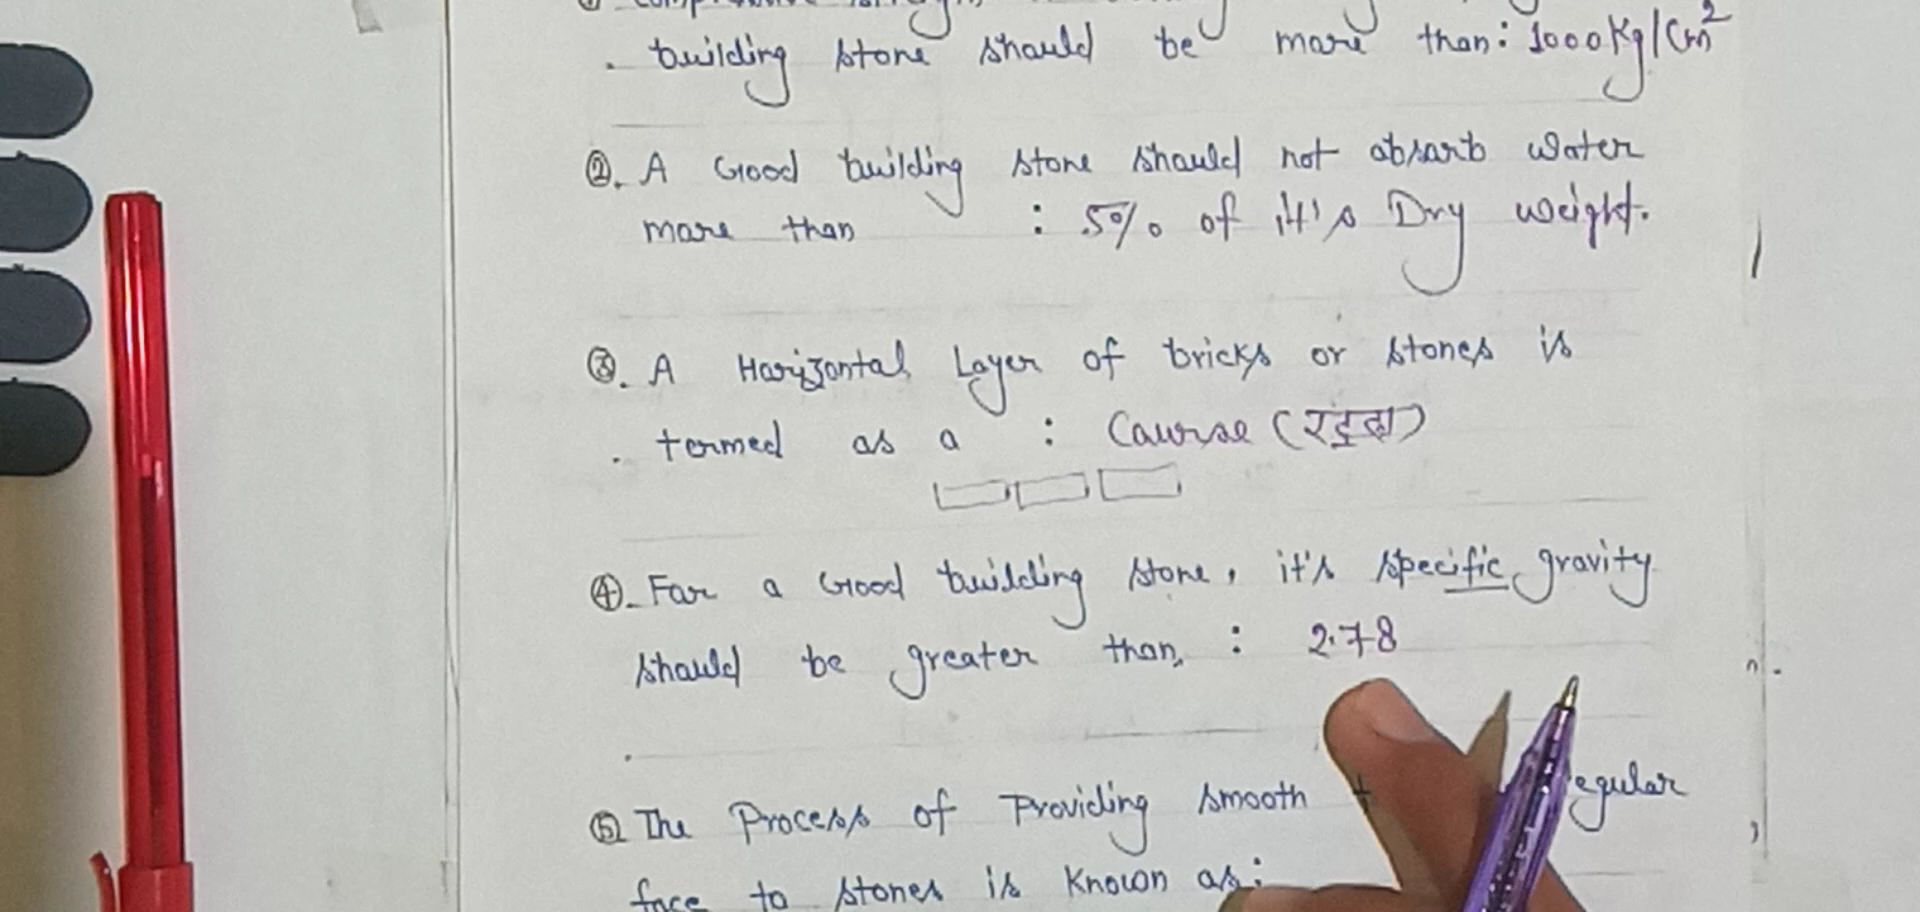 ① Compressive strength
building stone should be more than: 1000 Kg/Cm²
②. A Good building stone should not absorb water
more than : 5% of it's Dry weight.
③. A Horizontal Layer of bricks or stones is
termed as a : Course (रद्दा)
④. For a Good building stone, it's specific gravity
should be greater than, : 2.78
⑤ The Process of Providing smooth
face to stones is Known as: